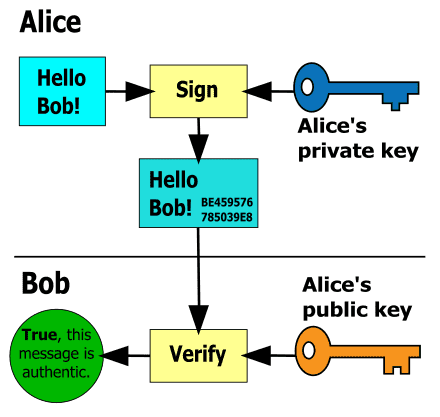 Alice
Hello
Bob!
Sign
Alice's
private key
Hello
Bob!
BE459576
785039E8
Bob
Alice's
public key
True, this
message is
authentic.
Verify